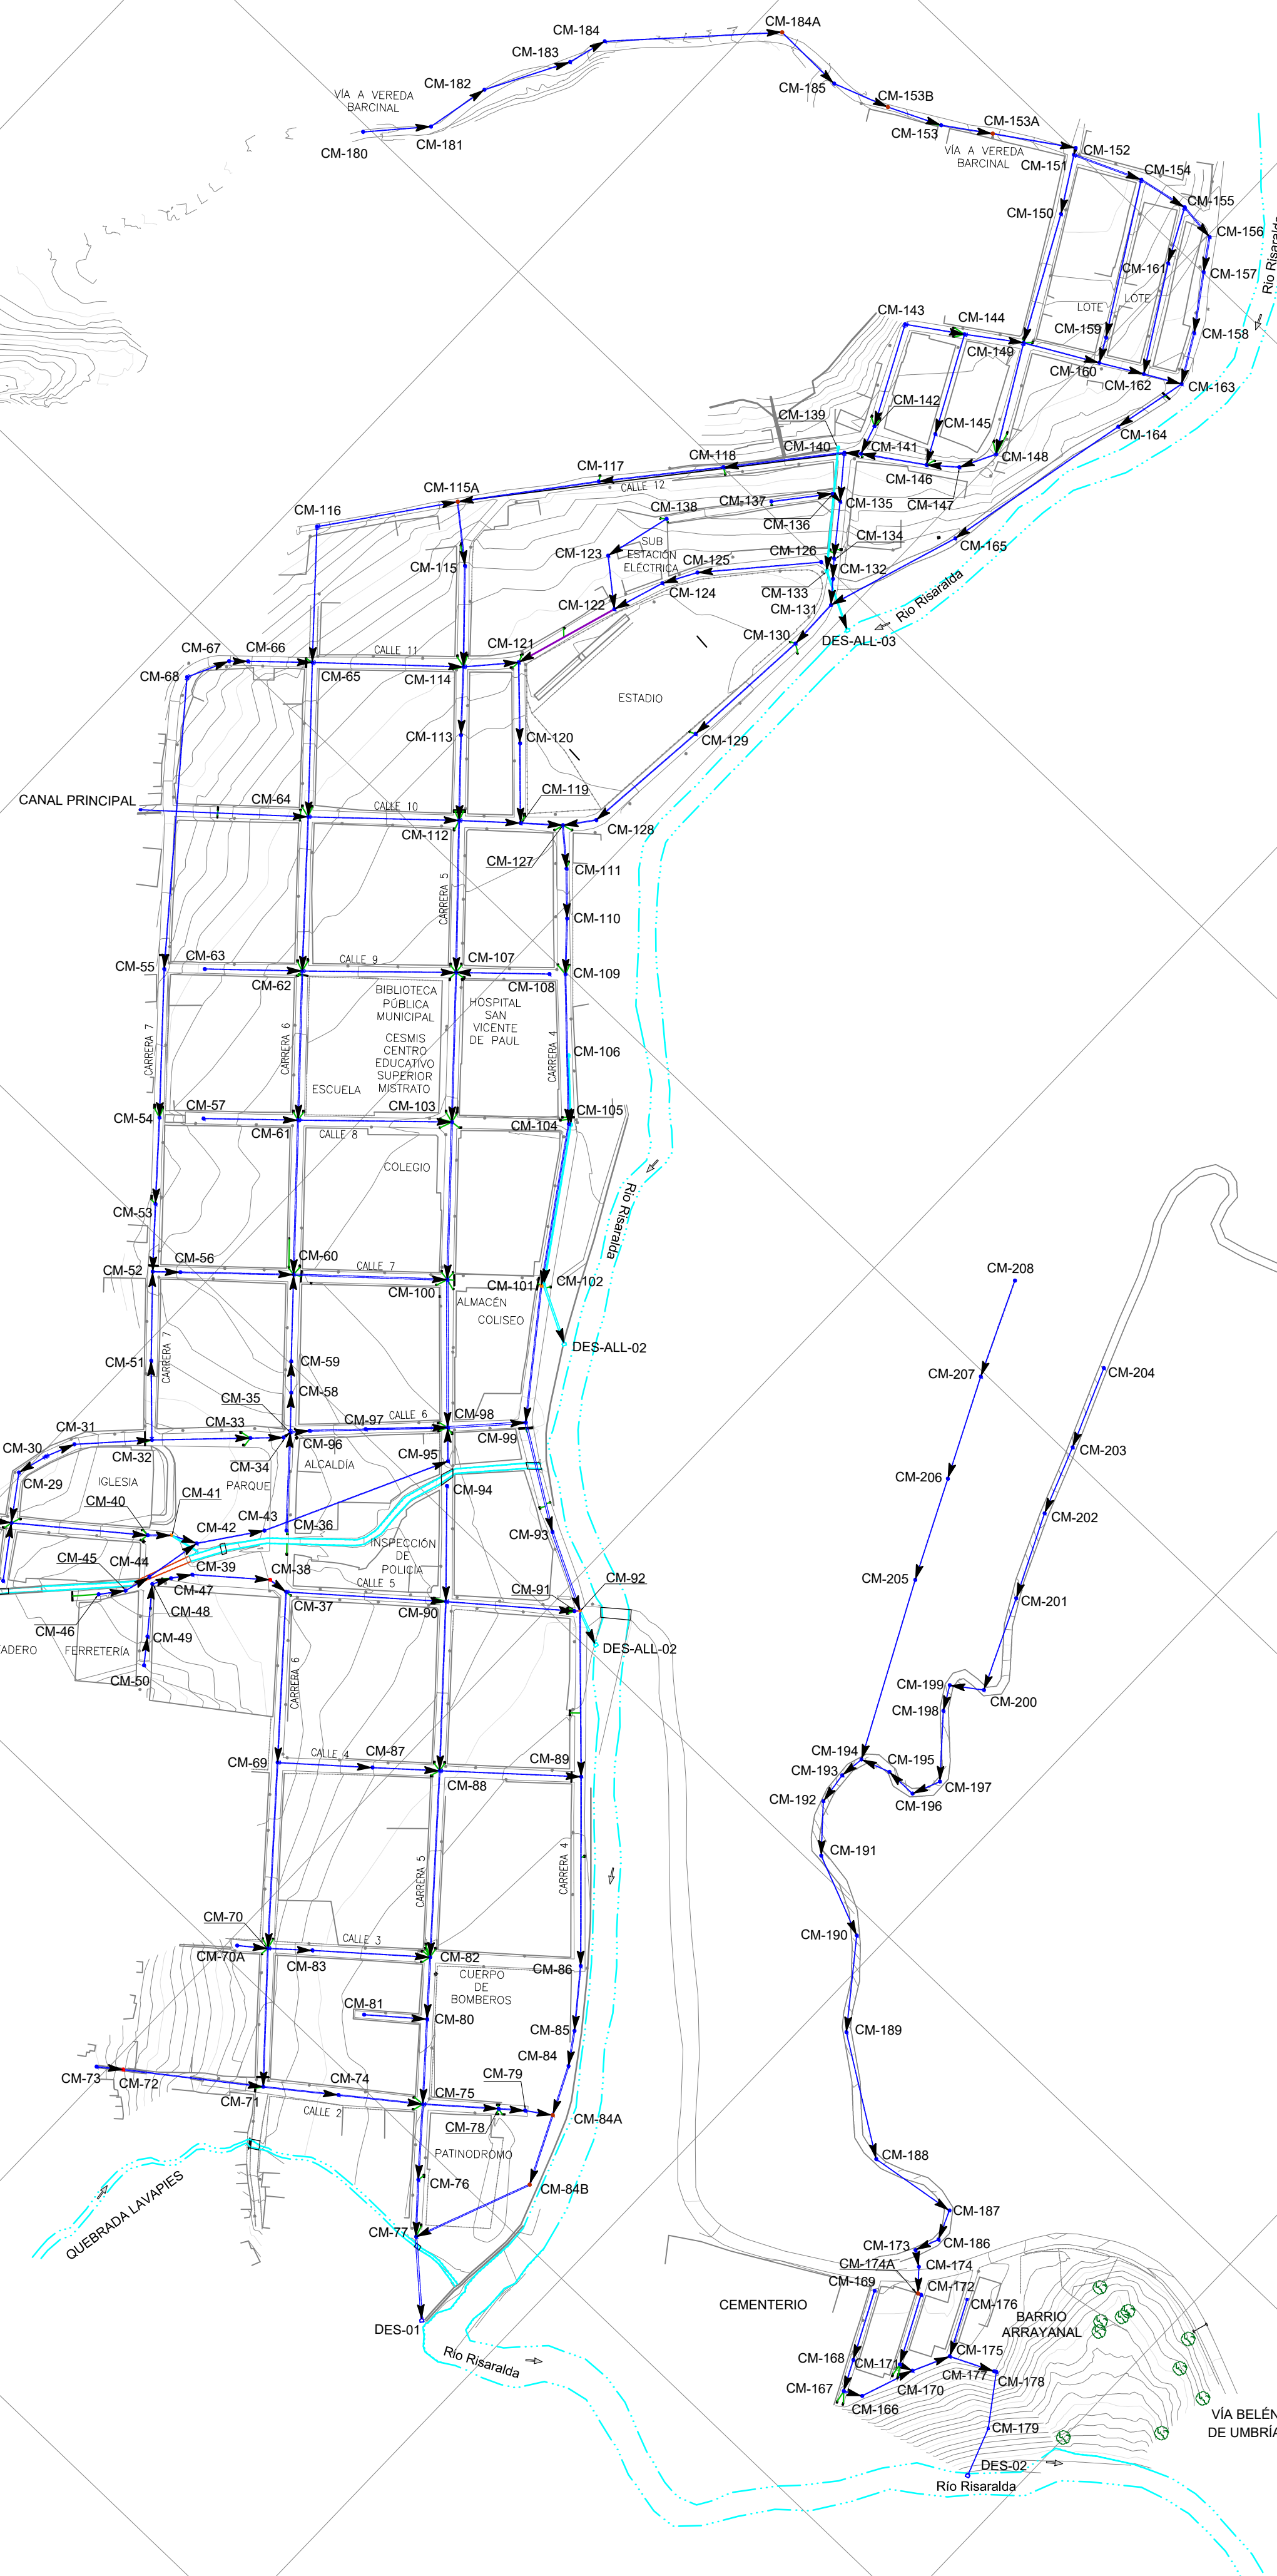 CM-184A
CM-184
CM-183
CM-182
CM-185
CM-153B
VÍA A VEREDA
BARCINAL
CM-153A
CM-153
CM-180
CM-181
CM-152
VÍA A VEREDA
BARCINAL
CM-151
CM-154
CM-155
CM-150
CM-156
CM-161
CM-157
Río Risaralda
LOTE
LOTE
CM-143
CM-144
CM-159
CM-158
CM-149
CM-160
CM-162
CM-163
CM-142
CM-139
CM-145
CM-164
CM-140
CM-141
CM-118
CM-148
CM-117
CM-146
CALLE 12
CM-115A
CM-137
CM-135
CM-147
CM-116
CM-138
CM-136
CM-134
SUB
ESTACIÓN
ELÉCTRICA
CM-123
CM-125
CM-126
CM-165
CM-115
CM-132
CM-124
CM-133
CM-122
CM-131
Río Risaralda
CM-130
DES-ALL-03
CM-67
CM-66
CALLE 11
CM-121
CM-68
CM-65
CM-114
ESTADIO
CM-113
CM-120
CM-129
CANAL PRINCIPAL
CM-64
CALLE 10
CM-119
CM-112
CM-128
CM-127
CM-111
CARRERA 5
CM-110
CM-55
CM-63
CALLE 9
CM-107
CM-109
CM-62
CM-108
BIBLIOTECA
PÚBLICA
MUNICIPAL
HOSPITAL
SAN
VICENTE
DE PAUL
CARRERA 7
CARRERA 6
CESMIS
CENTRO
EDUCATIVO
SUPERIOR
MISTRATO
CARRERA 4
CM-106
ESCUELA
CM-54
CM-57
CM-103
CM-105
CM-61
CALLE 8
CM-104
COLEGIO
Río Risaralda
CM-53
CM-52
CM-56
CM-60
CALLE 7
CM-100
CM-101
CM-102
CM-208
ALMACÉN
COLISEO
CARRERA 7
DES-ALL-02
CM-51
CM-59
CM-207
CM-204
CM-58
CM-35
CALLE 6
CM-31
CM-33
CM-97
CM-98
CM-30
CM-32
CM-96
CM-99
CM-203
CM-34
CM-95
ALCALDÍA
CM-29
IGLESIA
PARQUE
CM-206
CM-94
CM-40
CM-41
CM-202
CM-42
CM-43
CM-36
CM-93
INSPECCIÓN
DE
POLICÍA
CM-45
CM-44
CM-39
CM-38
CM-47
CALLE 5
CM-91
CM-92
CM-205
CM-46
CM-48
CM-37
CM-90
CM-201
CM-49
ADERO
FERRETERÍA
DES-ALL-02
CM-50
CARRERA 6
CM-199
CM-200
CM-198
CM-69
CALLE 4
CM-87
CM-89
CM-194
CM-195
CM-88
CM-193
CM-197
CM-192
CM-196
CARRERA 4
CM-191
CARRERA 5
CM-70
CM-190
CM-70A
CM-83
CALLE 3
CM-82
CM-86
CUERPO
DE
BOMBEROS
CM-81
CM-80
CM-85
CM-189
CM-73
CM-72
CM-84
CM-79
CM-74
CM-75
CM-71
CALLE 2
CM-78
CM-84A
PATINODROMO
CM-188
CM-76
CM-84B
QUEBRADA LAVAPIES
CM-187
CM-77
CM-173
CM-186
CM-174A
CM-174
CM-169
CM-172
CEMENTERIO
CM-176
BARRIO
ARRAYANAL
DES-01
Río Risaralda
CM-168
CM-171
CM-175
CM-177
CM-178
CM-167
CM-170
CM-166
VÍA BELÉN
DE UMBRÍA
CM-179
DES-02
Río Risaralda